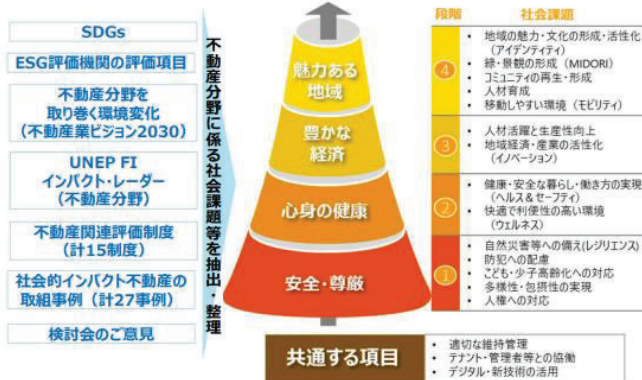 SDGs
ESG評価機関の評価項目
不動産分野を
取り巻く環境変化
(不動産業ビジョン2030)
UNEP FI
インパクト・レーダー
(不動産分野)
不動産関連評価制度
(計15制度)
社会的インパクト不動産の
取組事例(計27事例)
検討会のご意見
不動産分野に係る社会課題等を抽出・整理
魅力ある
地域
豊かな
経済
心身の健康
安全・尊厳
段階
社会課題
4
• 地域の魅力・文化の形成・活性化
(アイデンティティ)
• 緑・景観の形成(MIDORI)
• コミュニティの再生・形成
• 人材育成
• 移動しやすい環境(モビリティ)
3
• 人材活躍と生産性向上
• 地域経済・産業の活性化
(イノベーション)
2
• 健康・安全な暮らし・働き方の実現
(ヘルス&セーフティ)
• 快適で利便性の高い環境
(ウェルネス)
1
• 自然災害等への備え(レジリエンス)
• 防犯への配慮
• こども・少子高齢化への対応
• 多様性・包摂性の実現
• 人権への対応
共通する項目
• 適切な維持管理
• テナント・管理者等との協働
• デジタル・新技術の活用